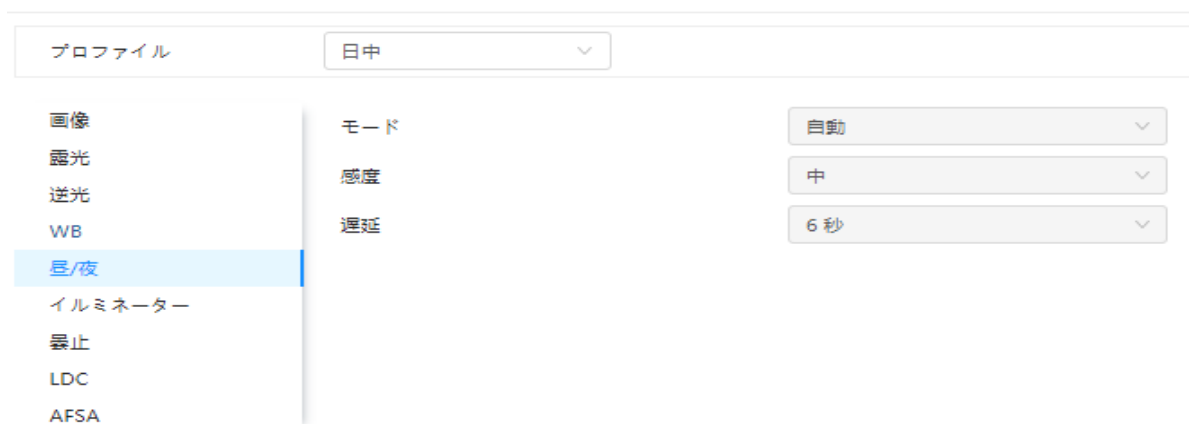 プロファイル 日中
画像
露光
逆光
WB
昼/夜
イルミネーター
曇止
LDC
AFSA
モード 自動
感度 中
遅延 6 秒